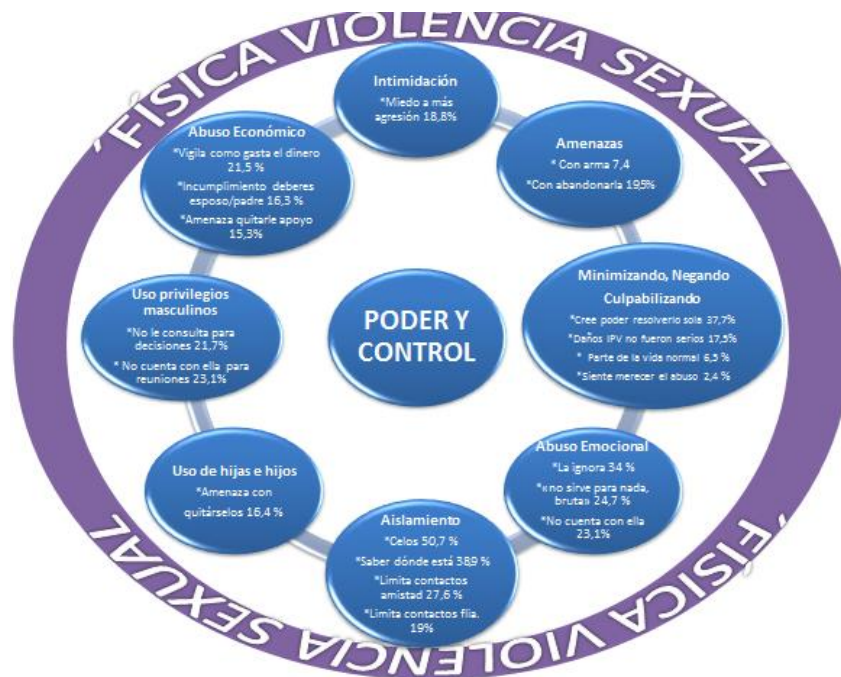 ´FÍSICA VIOLENCIA SEXUAL
Intimidación
*Miedo a más
agresión 18,8%
Amenazas
* Con arma 7,4
*Con abandonarla 19,5%
Minimizando, Negando
Culpabilizando
*Cree poder resolverlo sola 37,7%
*Daños IPV no fueron serios 17,5%
* Parte de la vida normal 6,5 %
*Siente merecer el abuso 2,4 %
Abuso Emocional
*La ignora 34 %
*«no sirve para nada,
bruta» 24,7 %
*No cuenta con ella
23,1%
Aislamiento
*Celos 50,7 %
*Saber dónde está 38,9 %
*Limita contactos
amistad 27,6 %
*Limita contactos flia.
19%
Uso de hijas e hijos
*Amenaza con
quitárselos 16,4 %
Uso privilegios
masculinos
*No le consulta para
decisiones 21,7%
* No cuenta con ella para
reuniones 23,1%
Abuso Económico
*Vigila como gasta el dinero
21,5 %
*Incumplimiento deberes
esposo/padre 16,3 %
*Amenaza quitarle apoyo
15,3%
PODER Y
CONTROL
´FÍSICA VIOLENCIA SEXUAL